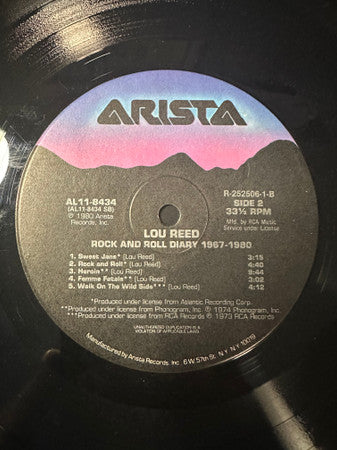 ARISTA
AL11-8434
(AL11-8434 SB)
℗ 1980 Arista
Records, Inc.
R-252506-1-B
SIDE 2
33⅓ RPM
Mfd. by RCA Music
Service under License
LOU REED
ROCK AND ROLL DIARY 1967-1980
1. Sweet Jane* (Lou Reed) 3:15
2. Rock and Roll* (Lou Reed) 4:40
3. Heroin** (Lou Reed) 9:44
4. Femme Fatale** (Lou Reed) 3:02
5. Walk On The Wild Side*** (Lou Reed) 4:12
*Produced under license from Atlantic Recording Corp.
**Produced under license from Phonogram, Inc. ℗ 1974 Phonogram, Inc.
***Produced under license from RCA Records ℗ 1973 RCA Records
UNAUTHORIZED DUPLICATION IS A
VIOLATION OF APPLICABLE LAWS
Manufactured by Arista Records, Inc. 6 W. 57th St. N.Y. N.Y. 10019